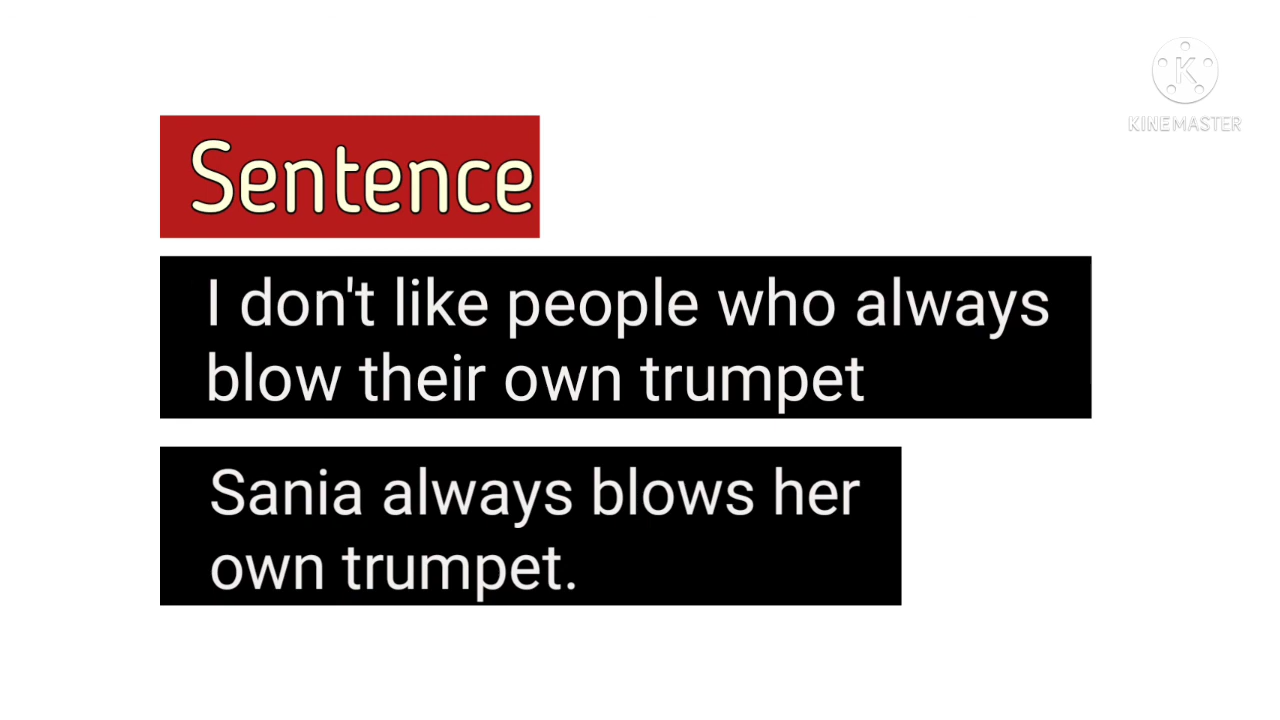 KINEMASTER
Sentence
I don't like people who always
blow their own trumpet
Sania always blows her
own trumpet.